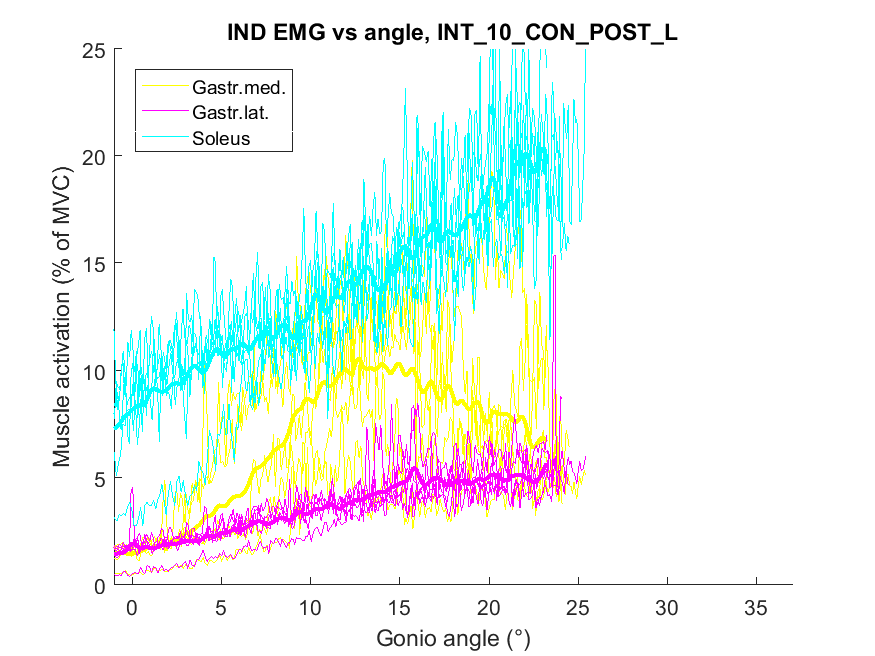 IND EMG vs angle, INT_10_CON_POST_L
25
20
15
10
5
0
Muscle activation (% of MVC)
Gastr.med.
Gastr.lat.
Soleus
0 5 10 15 20 25 30 35
Gonio angle (°)